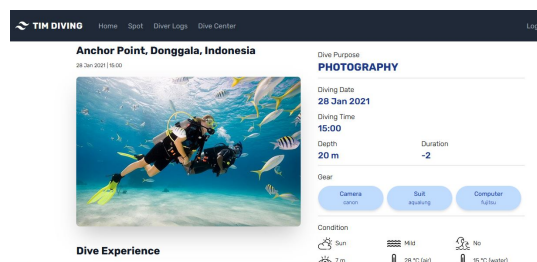 TIM DIVING Home Spot Diver Logs Dive Center
Anchor Point, Donggala, Indonesia
28 Jan 2021 | 15:00
Dive Purpose
PHOTOGRAPHY
Diving Date
28 Jan 2021
Diving Time
15:00
Depth Duration
20 m -2
Gear
Camera Suit Computer
canon aqualung fujitsu
Condition
Sun Mild No
7 m 28 °C (air) 15 °C (water)
Dive Experience